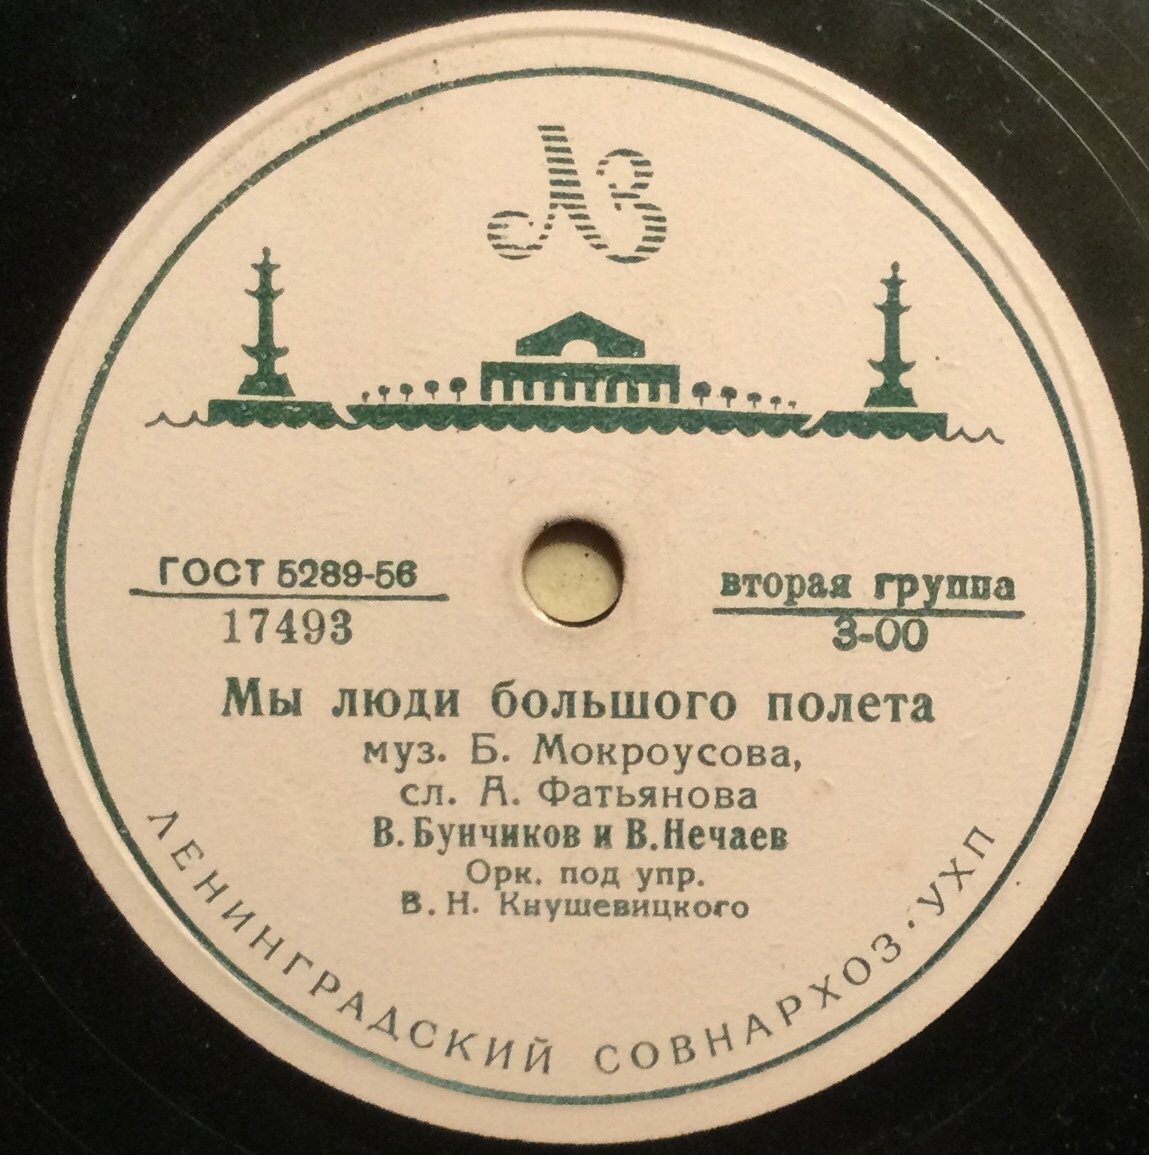 ЛЗ
ГОСТ 5289-56
17493
вторая группа
3-00
Мы люди большого полета
муз. Б. Мокроусова,
сл. А. Фатьянова
В. Бунчиков и В. Нечаев
Орк. под упр.
В. Н. Кнушевицкого
ЛЕНИНГРАДСКИЙ СОВНАРХОЗ · УХП